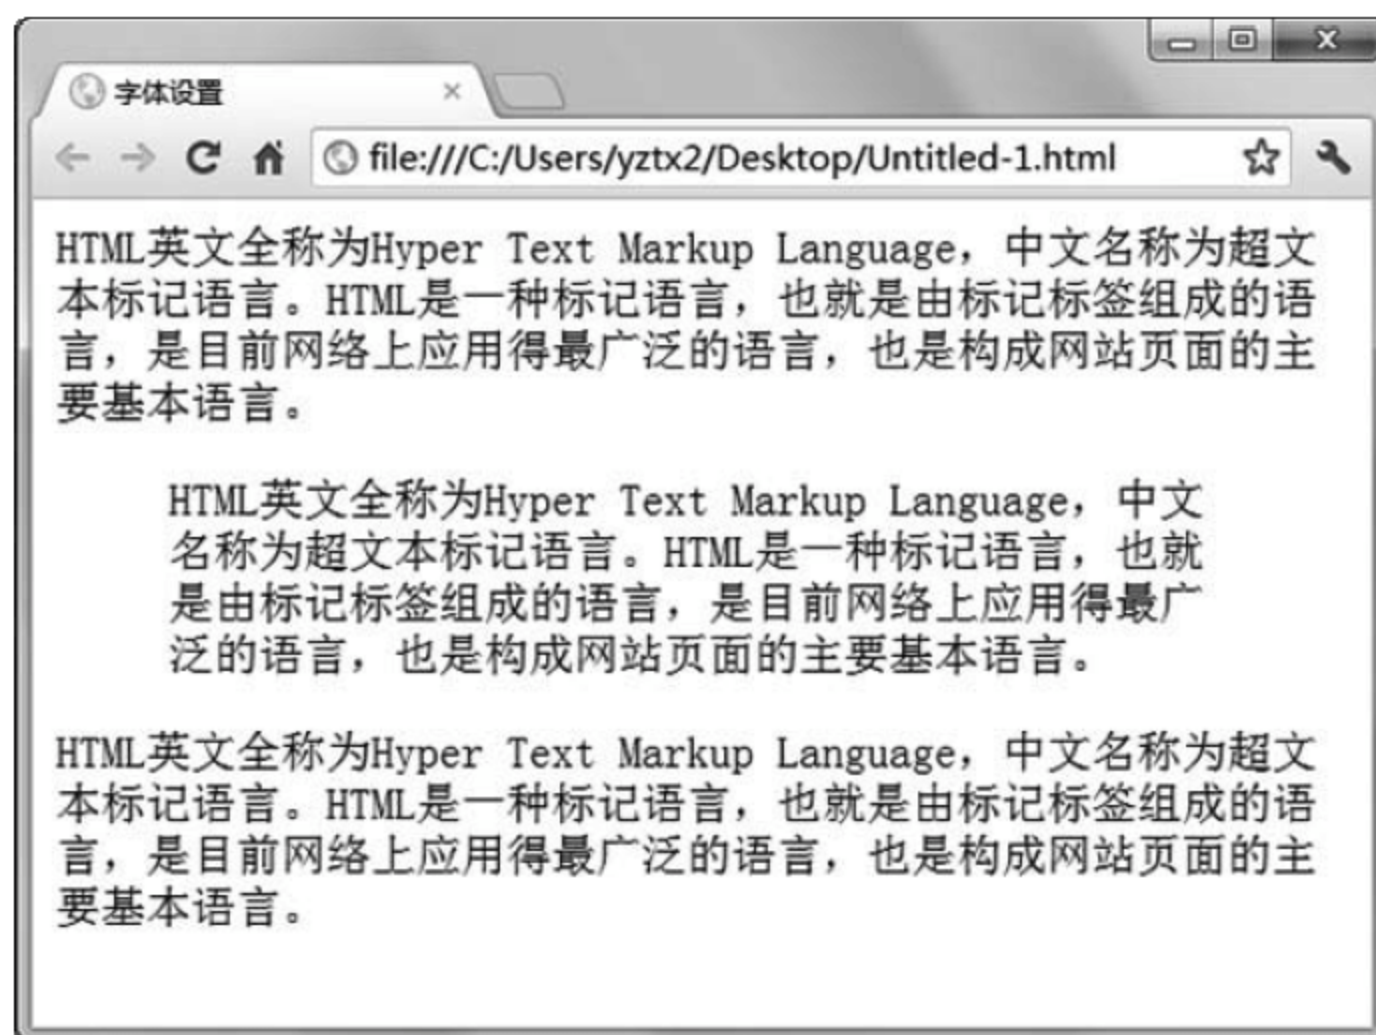 字体设置
file:///C:/Users/yztx2/Desktop/Untitled-1.html
HTML英文全称为Hyper Text Markup Language，中文名称为超文
本标记语言。HTML是一种标记语言，也就是由标记标签组成的语
言，是目前网络上应用得最广泛的语言，也是构成网站页面的主
要基本语言。
HTML英文全称为Hyper Text Markup Language，中文
名称为超文本标记语言。HTML是一种标记语言，也就
是由标记标签组成的语言，是目前网络上应用得最广
泛的语言，也是构成网站页面的主要基本语言。
HTML英文全称为Hyper Text Markup Language，中文名称为超文
本标记语言。HTML是一种标记语言，也就是由标记标签组成的语
言，是目前网络上应用得最广泛的语言，也是构成网站页面的主
要基本语言。